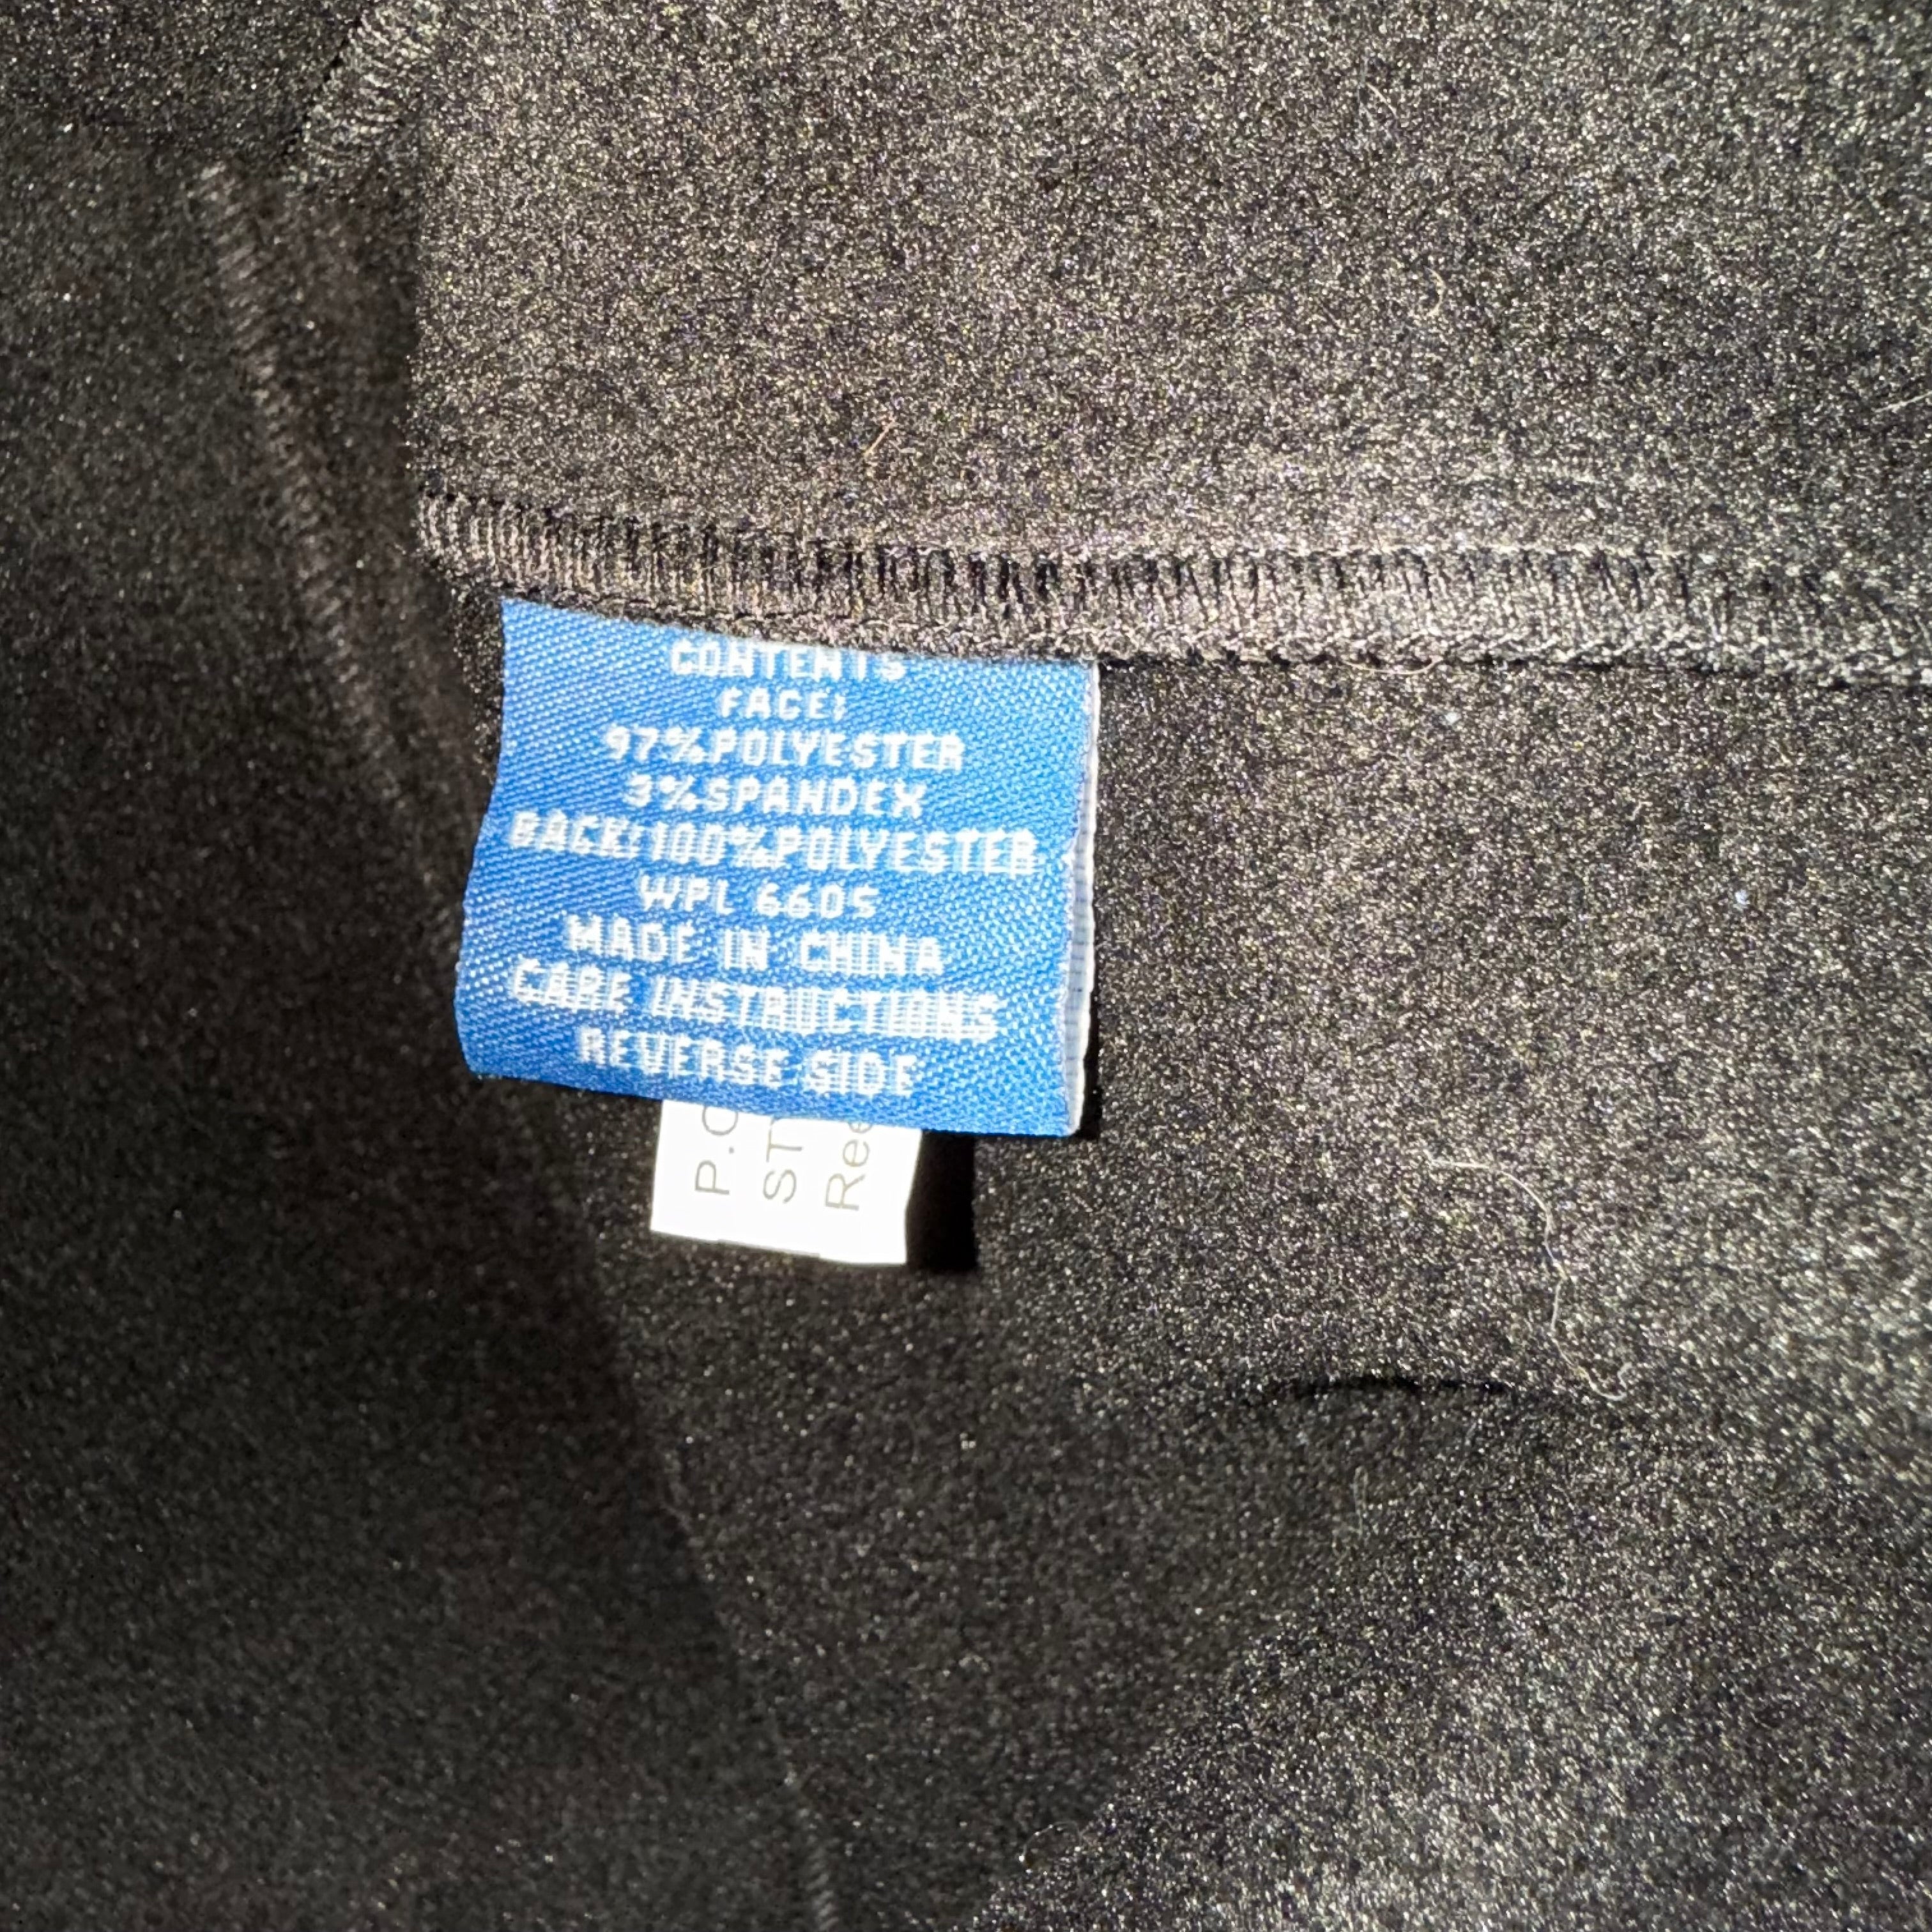 CONTENTS
FACE:
97%POLYESTER
3%SPANDEX
BACK:100%POLYESTER
WPL 6605
MADE IN CHINA
CARE INSTRUCTIONS
REVERSE SIDE